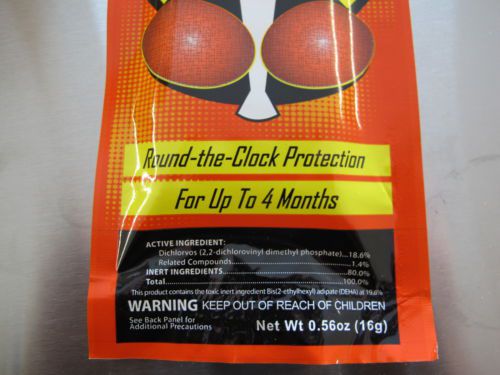 Round-the-Clock Protection
For Up To 4 Months
ACTIVE INGREDIENT:
Dichlorvos (2,2-dichlorovinyl dimethyl phosphate)...18.6%
Related Compounds..................................1.4%
INERT INGREDIENTS..................................80.0%
Total..................................................100.0%
This product contains the toxic inert ingredient Bis(2-ethylhexyl) adipate (DEHA) at 19.6%
WARNING KEEP OUT OF REACH OF CHILDREN
See Back Panel for
Additional Precautions
Net Wt 0.56oz (16g)